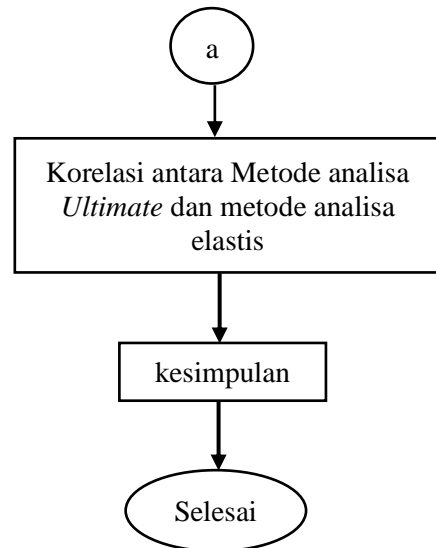 a
Korelasi antara Metode analisa
Ultimate dan metode analisa
elastis
kesimpulan
Selesai